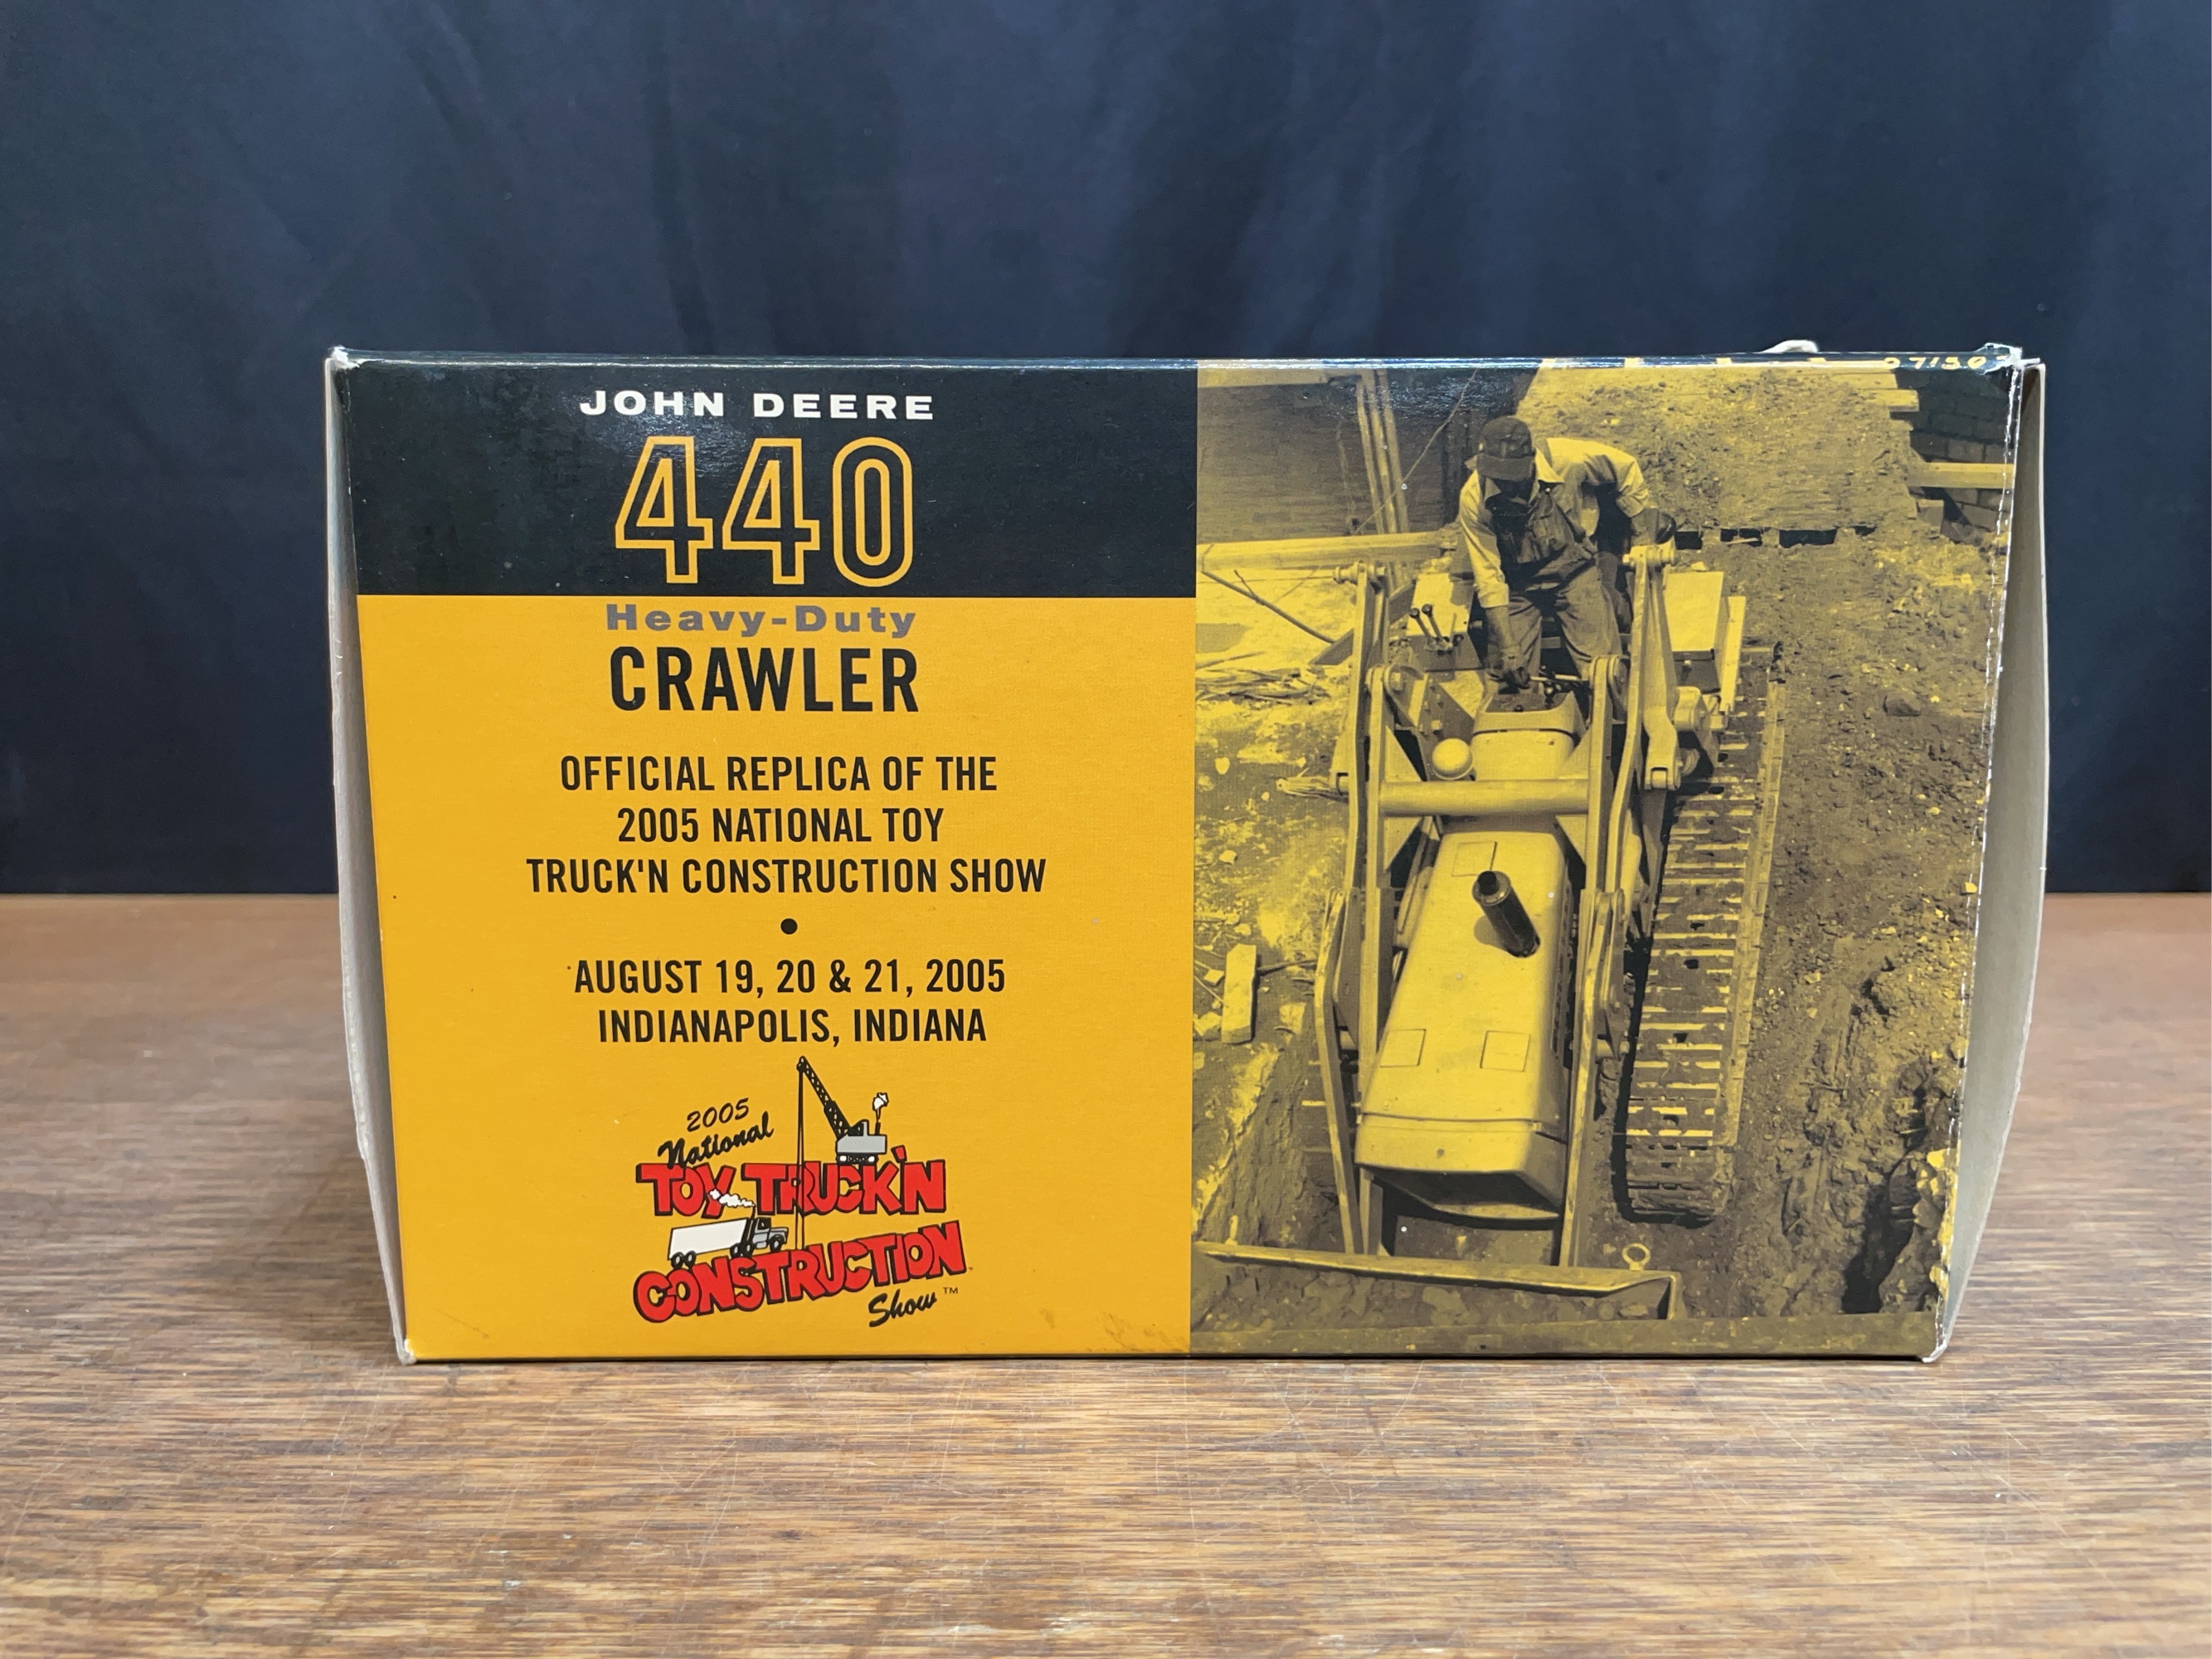 JOHN DEERE
440
Heavy-Duty
CRAWLER
OFFICIAL REPLICA OF THE
2005 NATIONAL TOY
TRUCK'N CONSTRUCTION SHOW
•
AUGUST 19, 20 & 21, 2005
INDIANAPOLIS, INDIANA
2005
National
TOY TRUCK'N
CONSTRUCTION
Show™